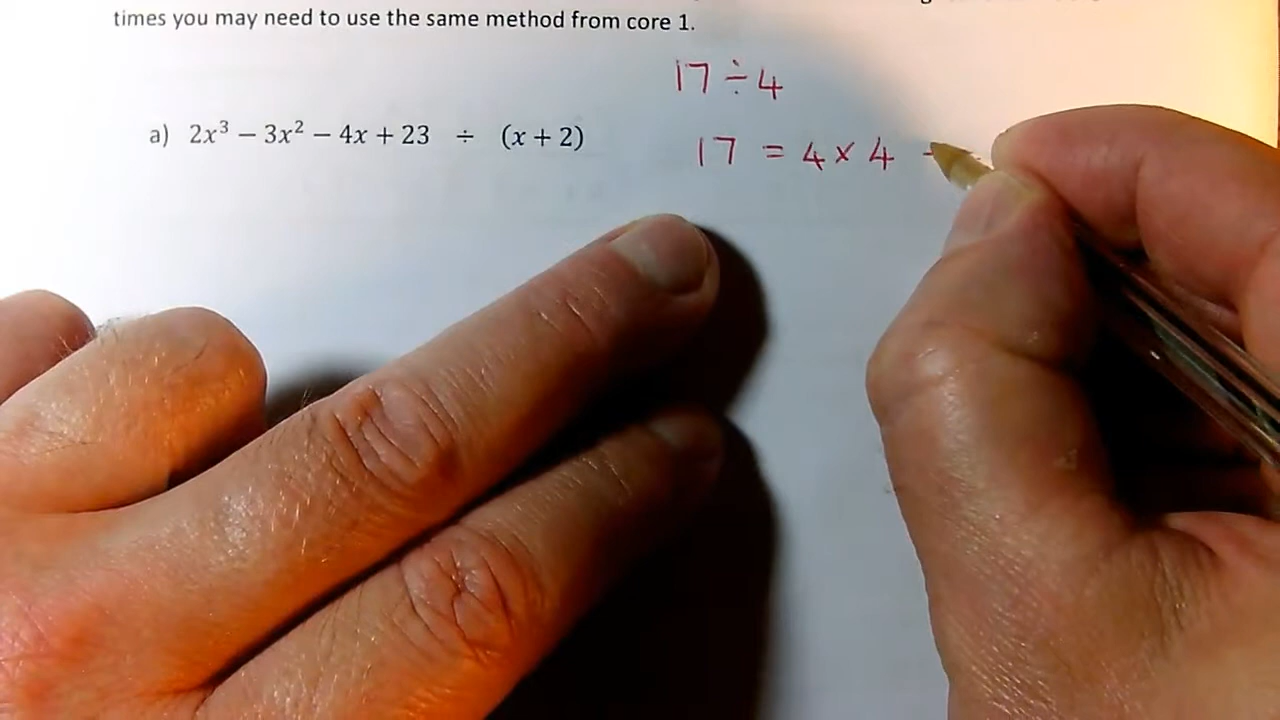 times you may need to use the same method from core 1.
17 ÷ 4
a) 2x³ − 3x² − 4x + 23 ÷ (x + 2)
17 = 4 × 4